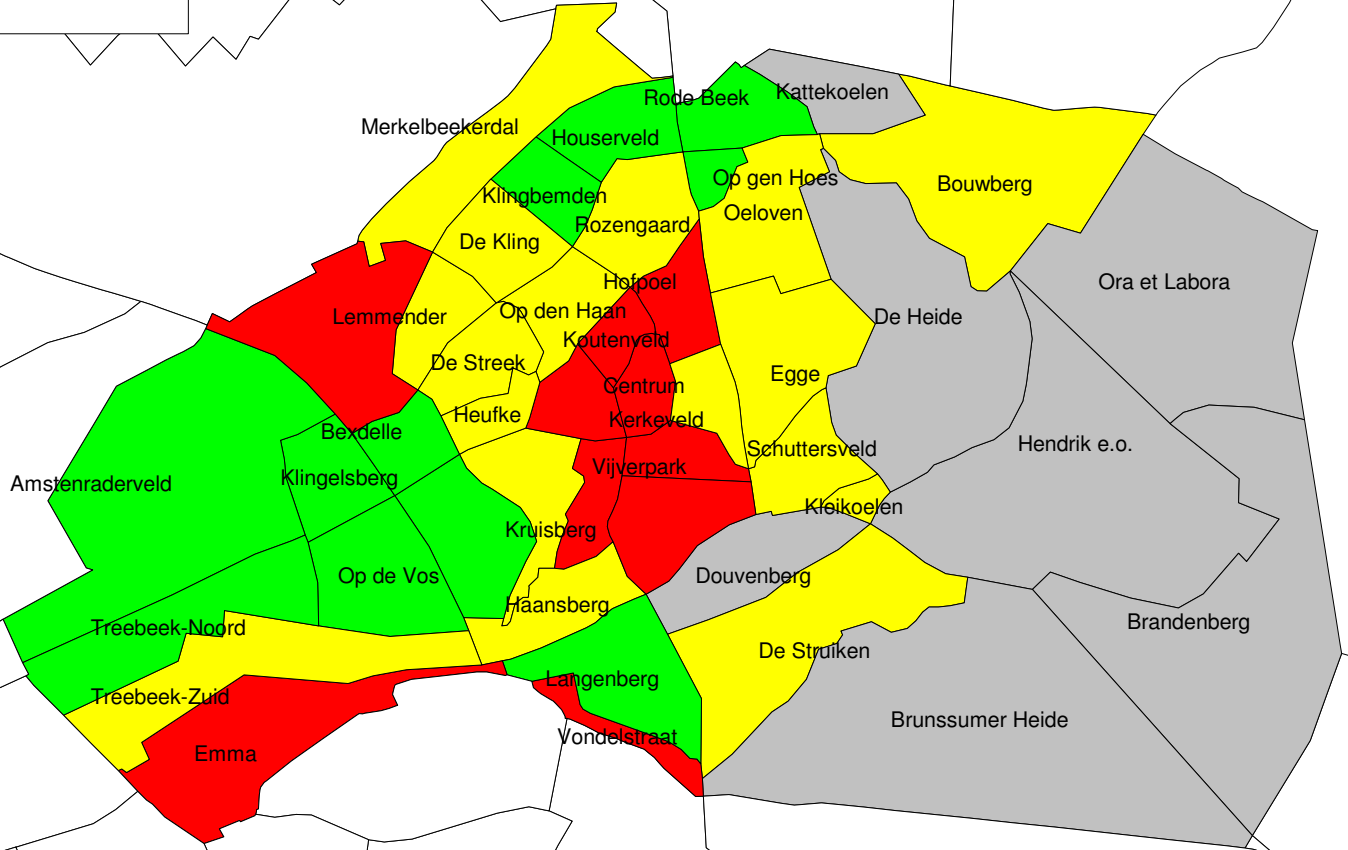 Kattekoelen
Rode Beek
Merkelbeekerdal
Houserveld
Op gen Hoes
Bouwberg
Klingbemden
Oeloven
Rozengaard
De Kling
Hofpoel
Ora et Labora
Op den Haan
Lemmender
De Heide
Koutenveld
De Streek
Egge
Centrum
Heufke
Kerkeveld
Bexdelle
Hendrik e.o.
Schuttersveld
Vijverpark
Klingelsberg
Amstenraderveld
Kleikoelen
Kruisberg
Op de Vos
Douvenberg
Haansberg
Brandenberg
Treebeek-Noord
De Struiken
Langenberg
Treebeek-Zuid
Brunssumer Heide
Vondelstraat
Emma